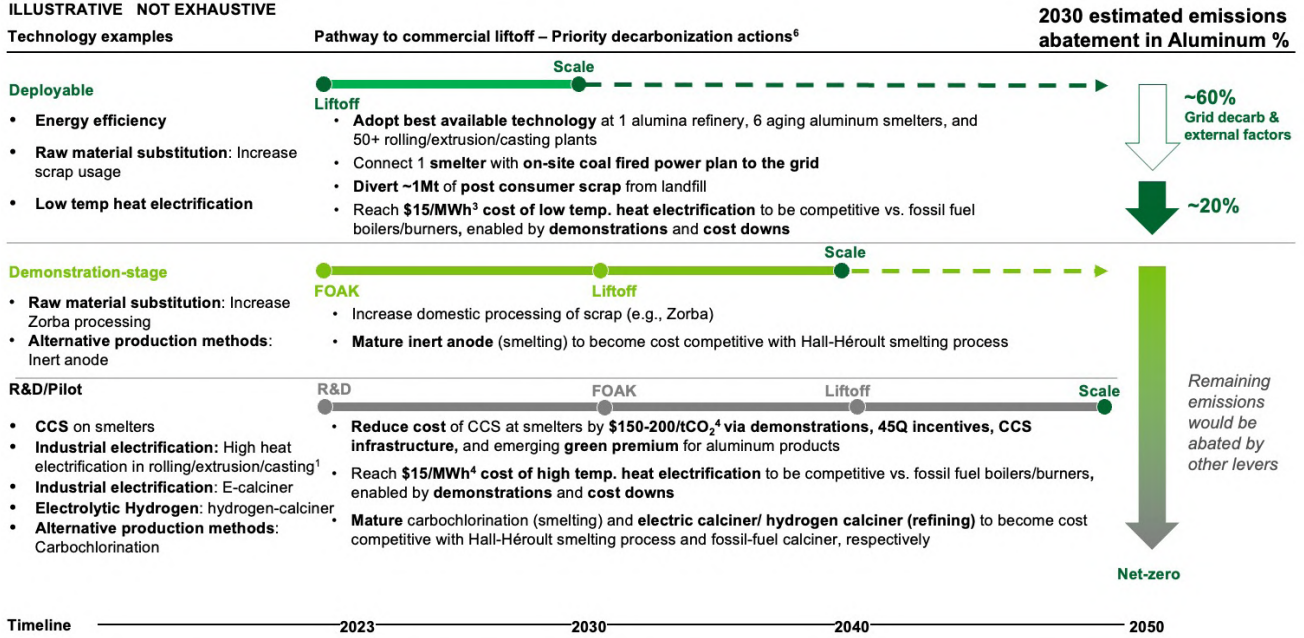 ILLUSTRATIVE   NOT EXHAUSTIVE
Technology examples
Pathway to commercial liftoff – Priority decarbonization actions⁶
2030 estimated emissions
abatement in Aluminum %
Deployable
• Energy efficiency
• Raw material substitution: Increase
scrap usage
• Low temp heat electrification
Scale
Liftoff
• Adopt best available technology at 1 alumina refinery, 6 aging aluminum smelters, and
50+ rolling/extrusion/casting plants
• Connect 1 smelter with on-site coal fired power plan to the grid
• Divert ~1Mt of post consumer scrap from landfill
• Reach $15/MWh³ cost of low temp. heat electrification to be competitive vs. fossil fuel
boilers/burners, enabled by demonstrations and cost downs
~60%
Grid decarb &
external factors
~20%
Demonstration-stage
• Raw material substitution: Increase
Zorba processing
• Alternative production methods:
Inert anode
Scale
FOAK
Liftoff
• Increase domestic processing of scrap (e.g., Zorba)
• Mature inert anode (smelting) to become cost competitive with Hall-Héroult smelting process
R&D/Pilot
• CCS on smelters
• Industrial electrification: High heat
electrification in rolling/extrusion/casting¹
• Industrial electrification: E-calciner
• Electrolytic Hydrogen: hydrogen-calciner
• Alternative production methods:
Carbochlorination
R&D
FOAK
Liftoff
Scale
• Reduce cost of CCS at smelters by $150-200/tCO₂⁴ via demonstrations, 45Q incentives, CCS
infrastructure, and emerging green premium for aluminum products
• Reach $15/MWh⁴ cost of high temp. heat electrification to be competitive vs. fossil fuel boilers/burners,
enabled by demonstrations and cost downs
• Mature carbochlorination (smelting) and electric calciner/ hydrogen calciner (refining) to become cost
competitive with Hall-Héroult smelting process and fossil-fuel calciner, respectively
Remaining
emissions
would be
abated by
other levers
Net-zero
Timeline
2023
2030
2040
2050